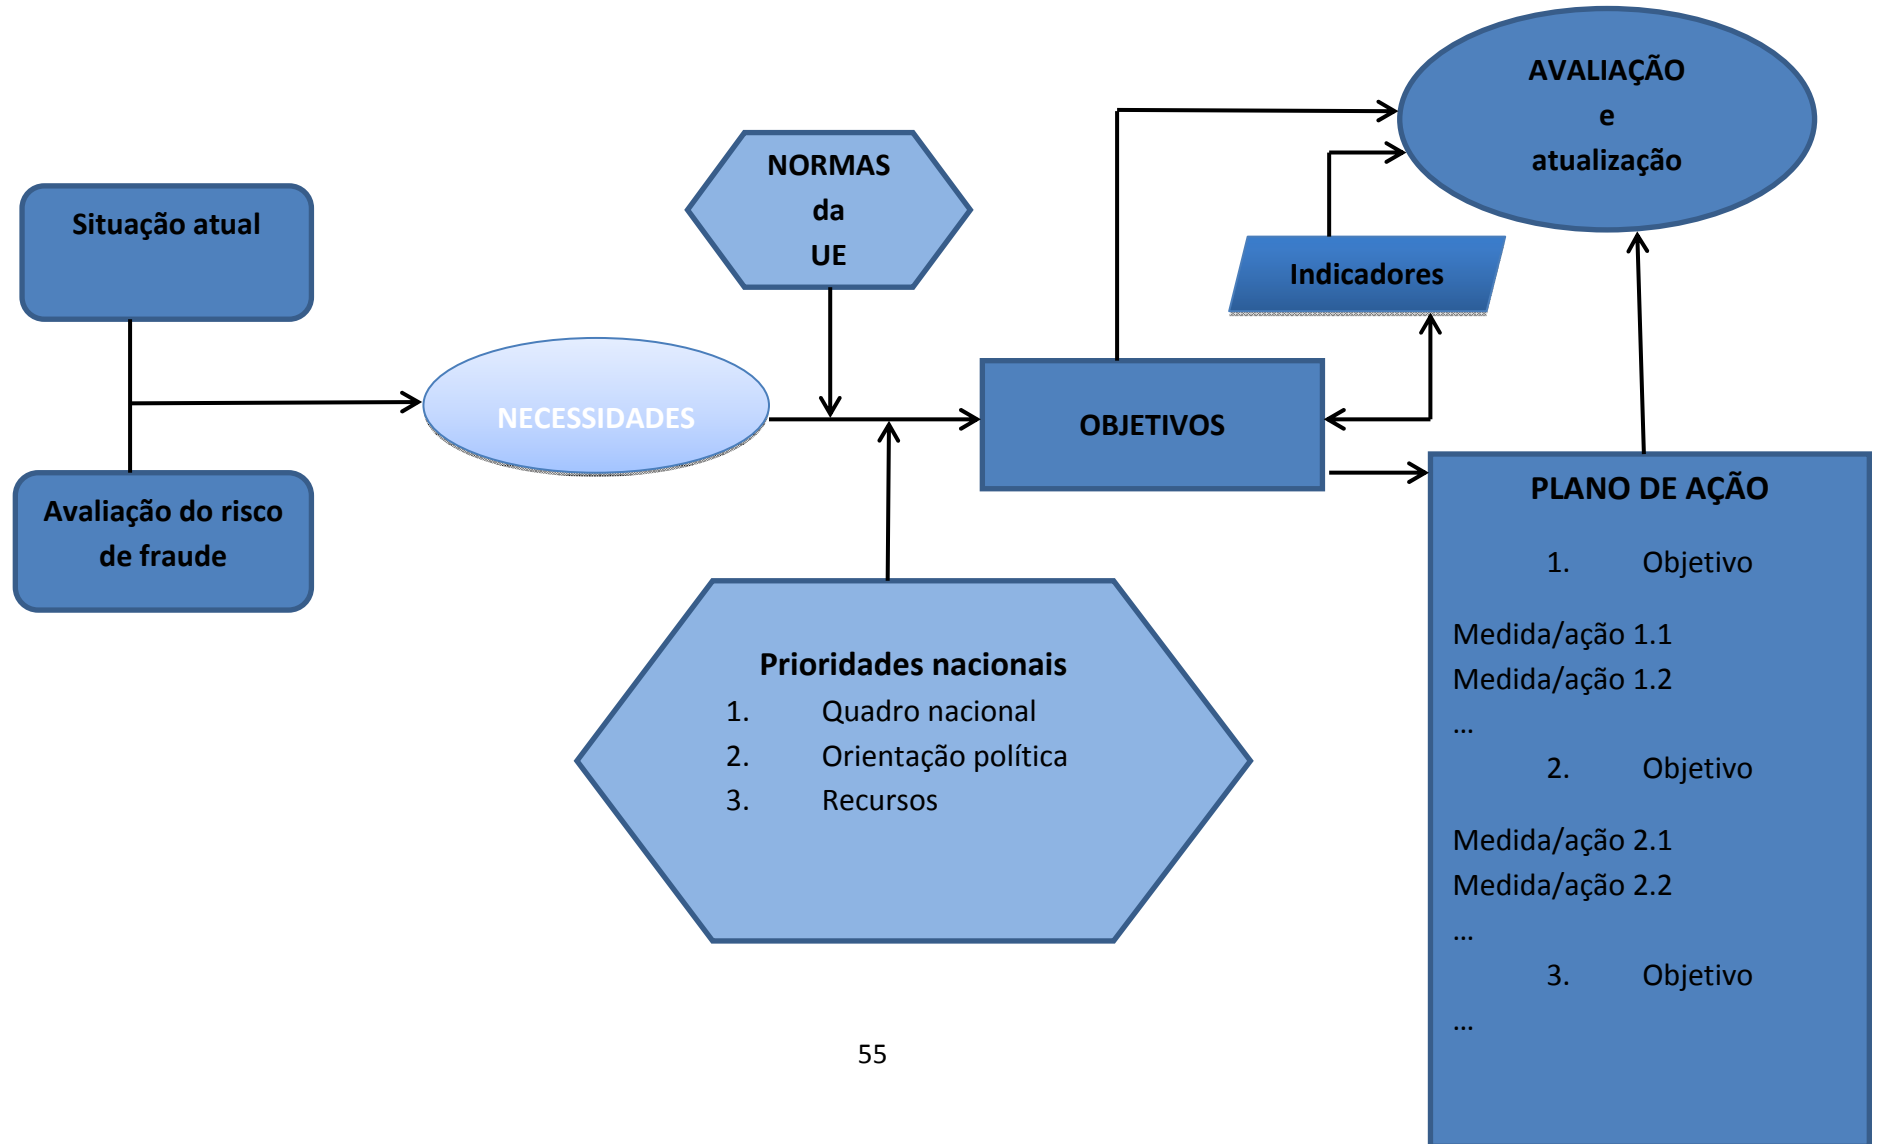 Situação atual
Avaliação do risco
de fraude
NECESSIDADES
NORMAS
da
UE
Prioridades nacionais
1. Quadro nacional
2. Orientação política
3. Recursos
OBJETIVOS
Indicadores
AVALIAÇÃO
e
atualização
PLANO DE AÇÃO
1. Objetivo
Medida/ação 1.1
Medida/ação 1.2
...
2. Objetivo
Medida/ação 2.1
Medida/ação 2.2
...
3. Objetivo
...
55